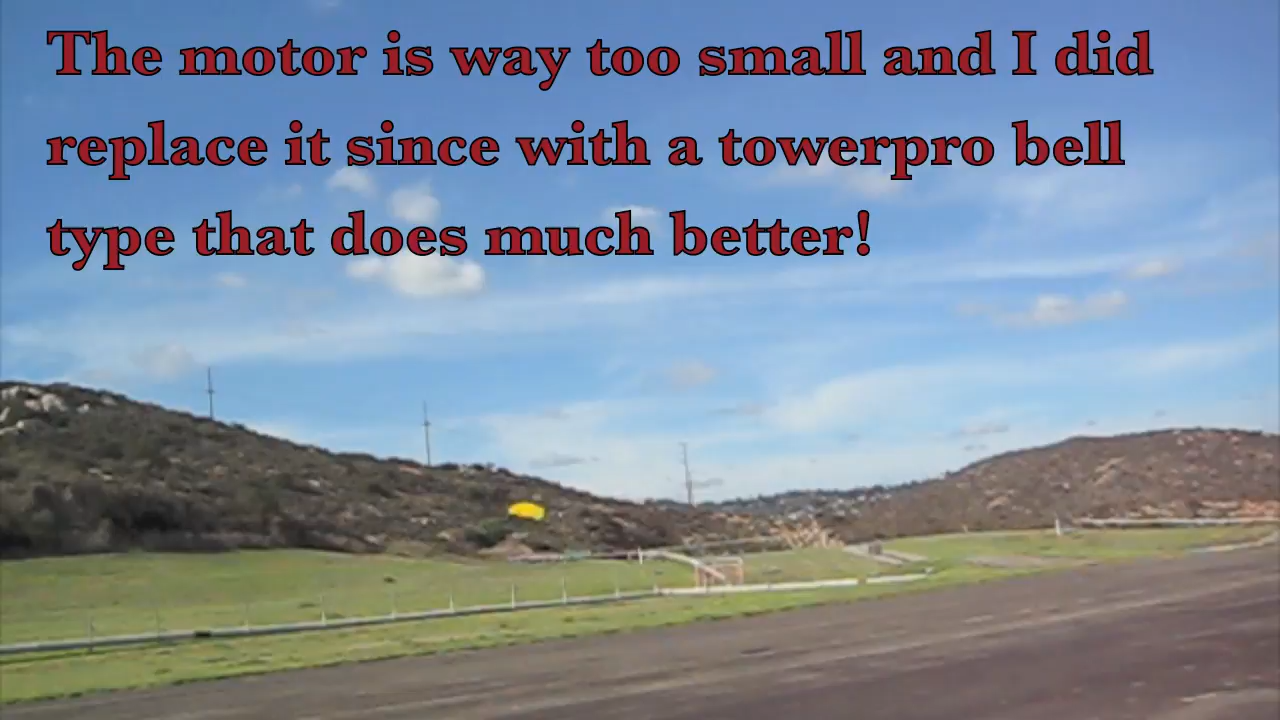 The motor is way too small and I did
replace it since with a towerpro bell
type that does much better!